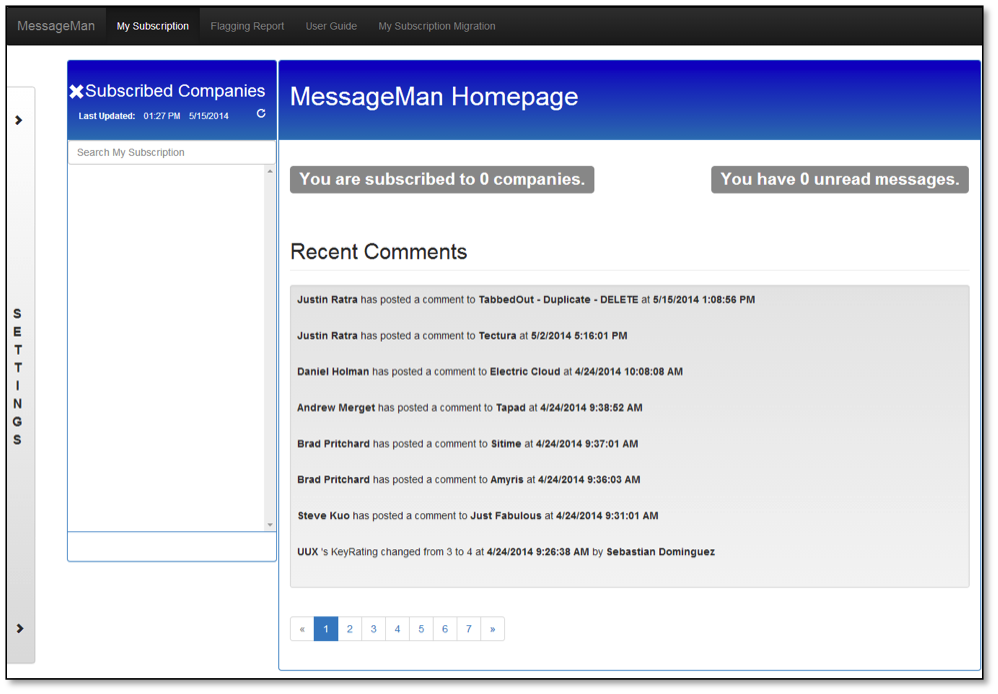 MessageMan My Subscription Flagging Report User Guide My Subscription Migration
Subscribed Companies
Last Updated: 01:27 PM 5/15/2014
Search My Subscription
SETTINGS
MessageMan Homepage
You are subscribed to 0 companies.
You have 0 unread messages.
Recent Comments
Justin Ratra has posted a comment to TabbedOut - Duplicate - DELETE at 5/15/2014 1:08:56 PM
Justin Ratra has posted a comment to Tectura at 5/2/2014 5:16:01 PM
Daniel Holman has posted a comment to Electric Cloud at 4/24/2014 10:08:08 AM
Andrew Merget has posted a comment to Tapad at 4/24/2014 9:38:52 AM
Brad Pritchard has posted a comment to Sitime at 4/24/2014 9:37:01 AM
Brad Pritchard has posted a comment to Amyris at 4/24/2014 9:36:03 AM
Steve Kuo has posted a comment to Just Fabulous at 4/24/2014 9:31:01 AM
UUX 's KeyRating changed from 3 to 4 at 4/24/2014 9:26:38 AM by Sebastian Dominguez
« 1 2 3 4 5 6 7 »